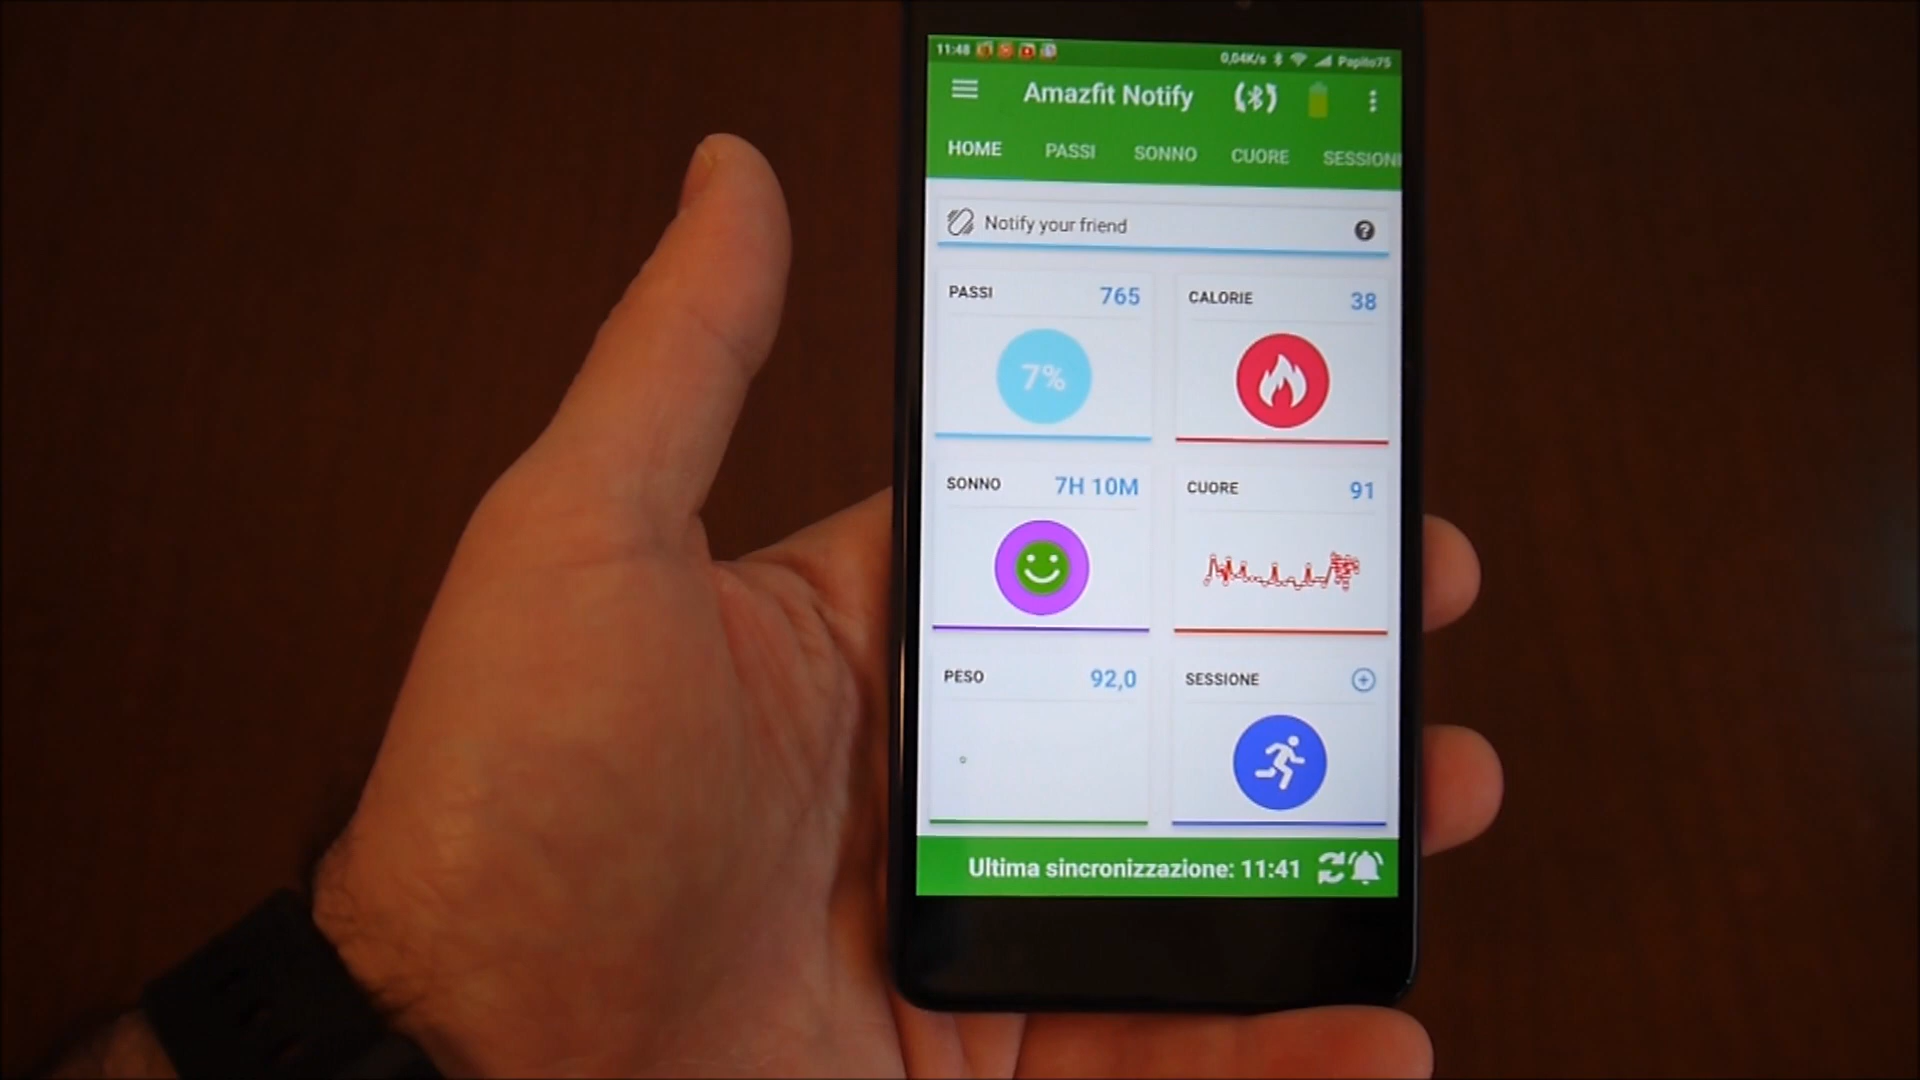 11:48 0,04K/s Papito75
Amazfit Notify
HOME PASSI SONNO CUORE SESSIONI
Notify your friend ?
PASSI 765 CALORIE 38
7%
SONNO 7H 10M CUORE 91
PESO 92,0 SESSIONE
Ultima sincronizzazione: 11:41